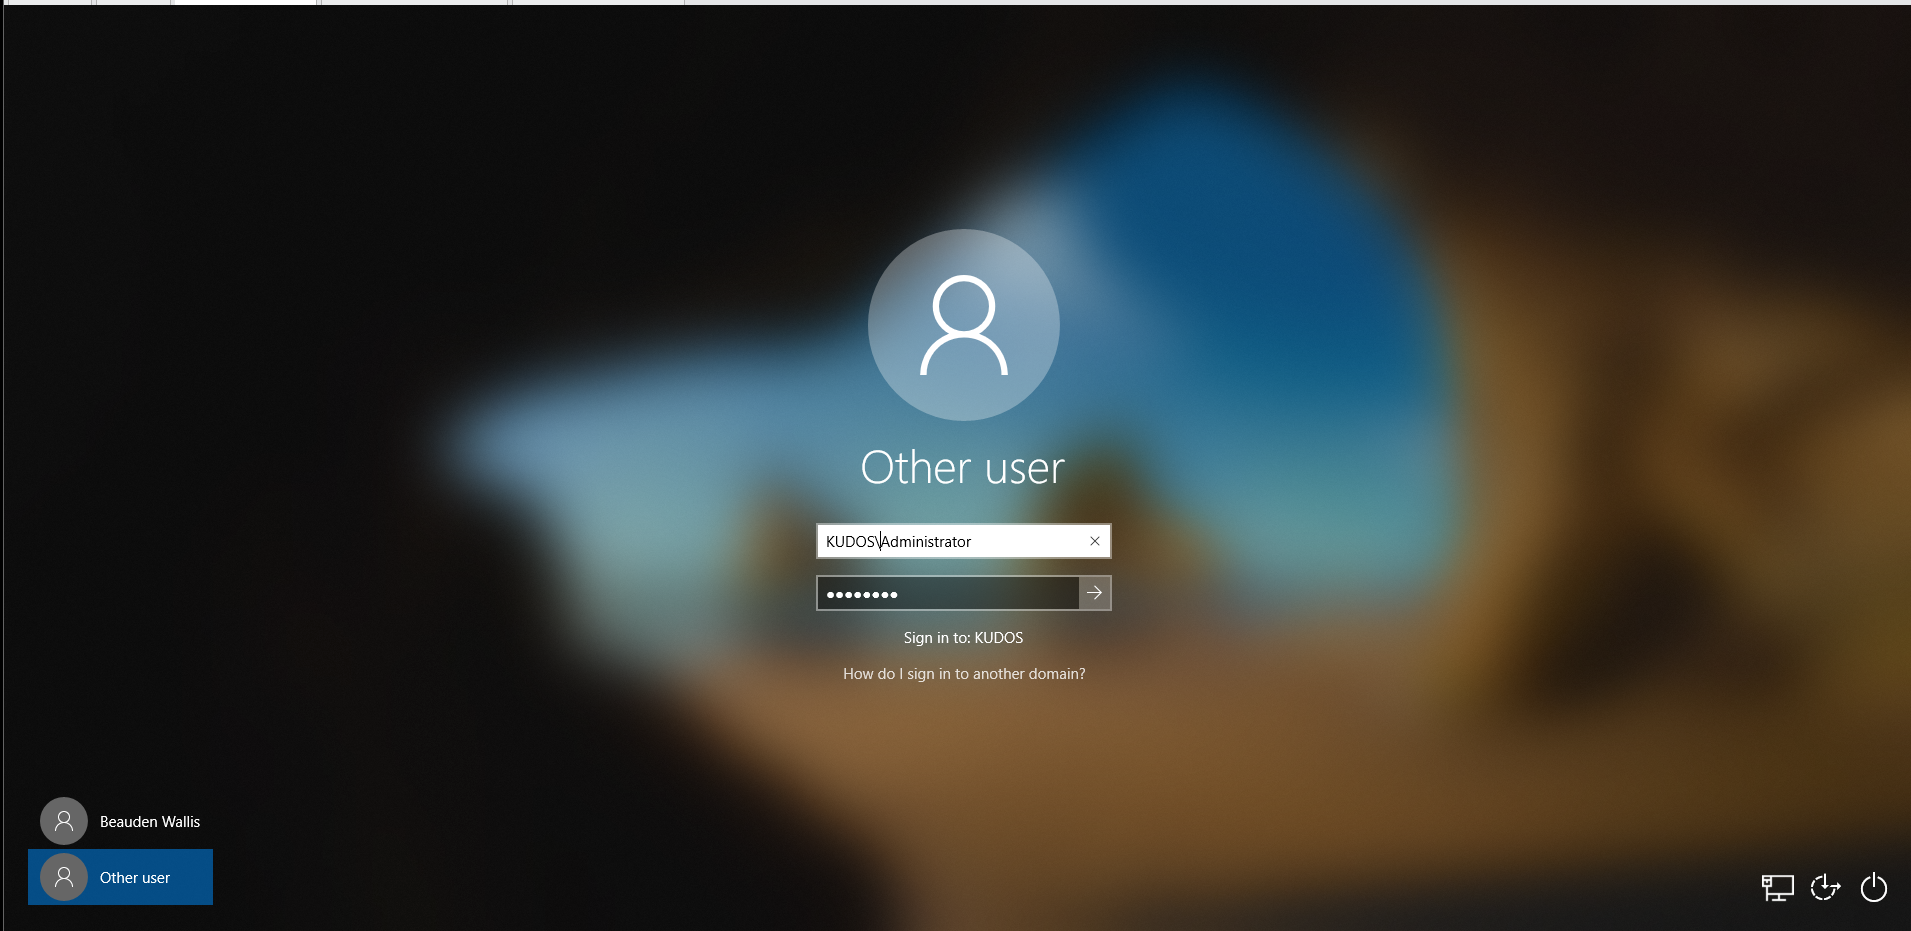 Other user
KUDOS\Administrator
Sign in to: KUDOS
How do I sign in to another domain?
Beauden Wallis
Other user